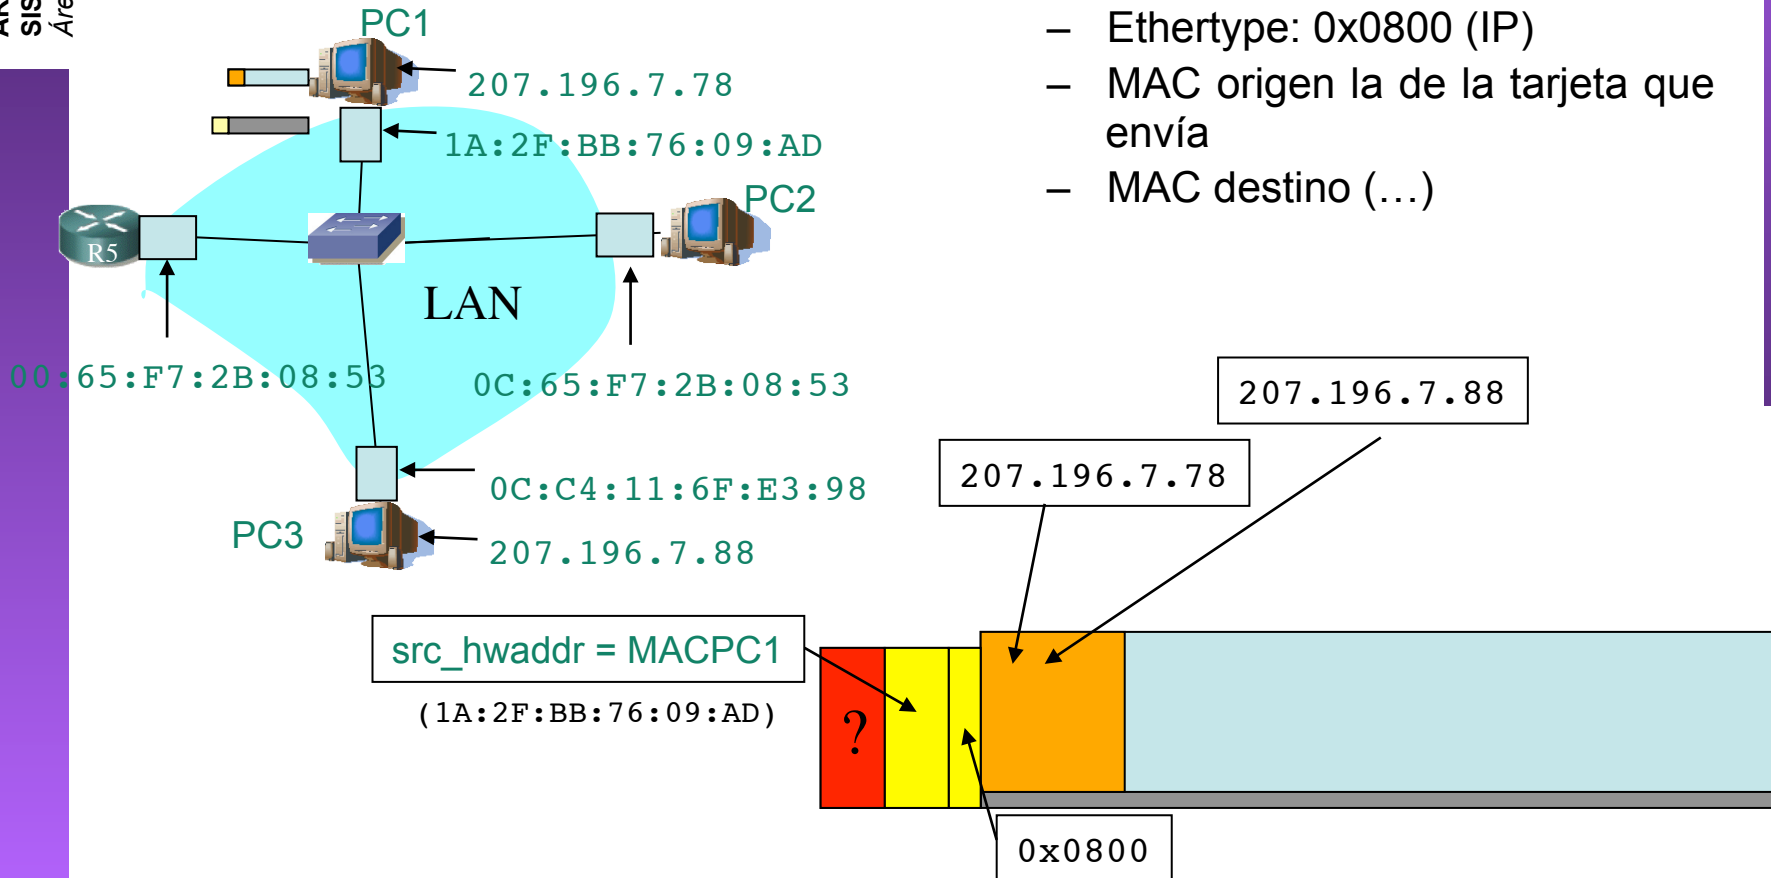 AR
SIS
Áre
PC1
207.196.7.78
1A:2F:BB:76:09:AD
PC2
R5
LAN
00:65:F7:2B:08:53
0C:65:F7:2B:08:53
0C:C4:11:6F:E3:98
PC3
207.196.7.88
– Ethertype: 0x0800 (IP)
– MAC origen la de la tarjeta que
envía
– MAC destino (…)
207.196.7.88
207.196.7.78
src_hwaddr = MACPC1
(1A:2F:BB:76:09:AD)
?
0x0800